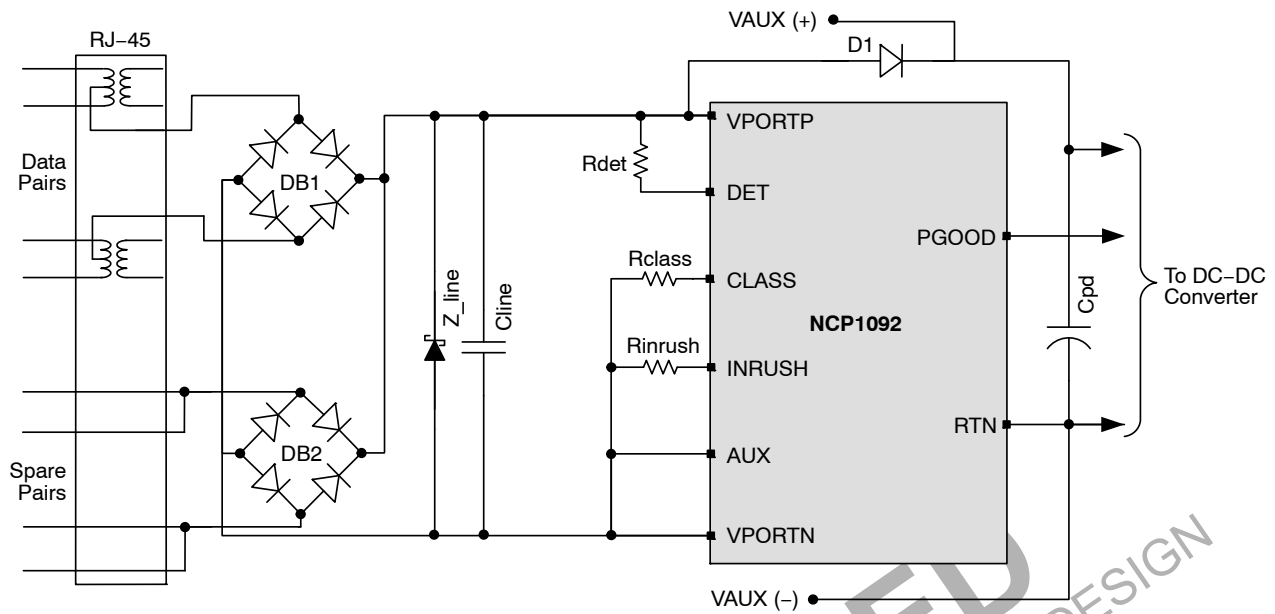 VAUX (+)
RJ−45
D1
VPORTP
Data
Pairs
Rdet
DB1
DET
PGOOD
Rclass
CLASS
To DC−DC
Converter
Z_line
Cline
Cpd
NCP1092
Rinrush
INRUSH
RTN
DB2
AUX
Spare
Pairs
VPORTN
DESIGN
VAUX (−)